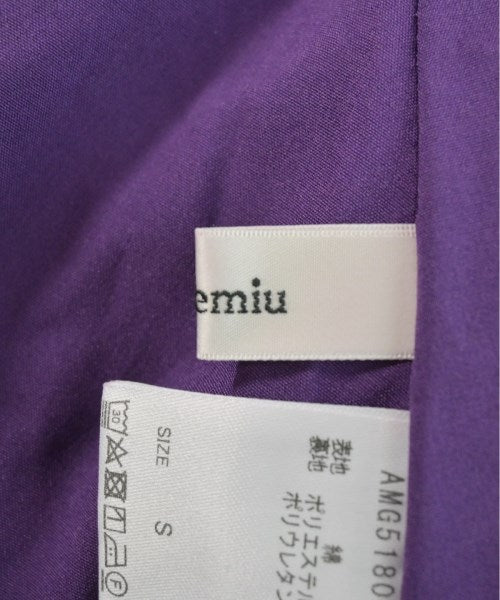 emiu
AMG5180
表地
裏地
綿
ポリエステル
ポリウレタン
SIZE S
30
F